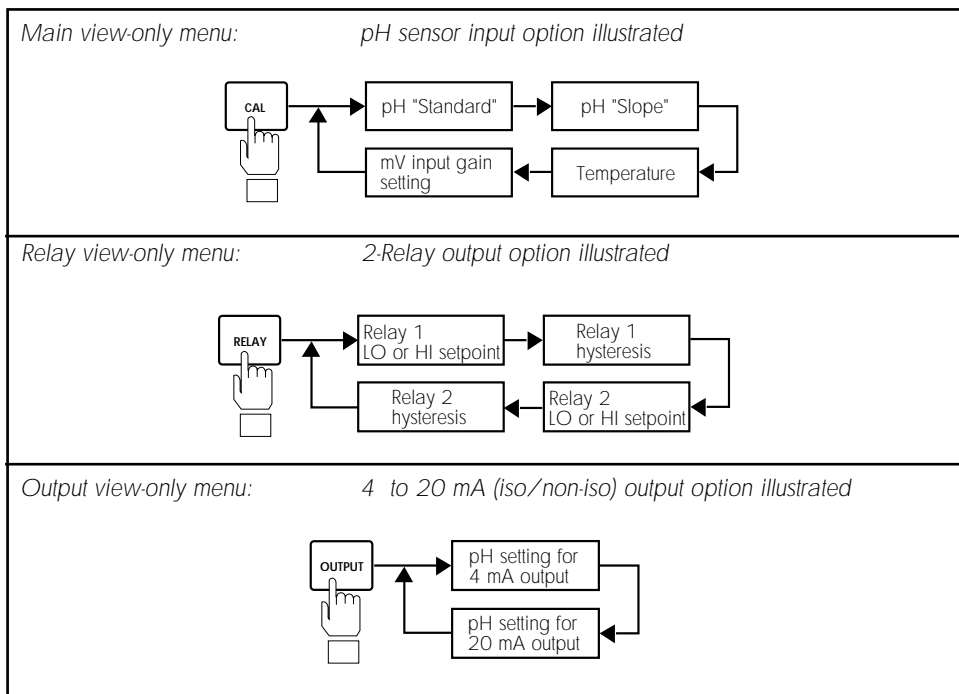 Main view-only menu: pH sensor input option illustrated
CAL
pH "Standard"
pH "Slope"
mV input gain
setting
Temperature
Relay view-only menu: 2-Relay output option illustrated
RELAY
Relay 1
LO or HI setpoint
Relay 1
hysteresis
Relay 2
hysteresis
Relay 2
LO or HI setpoint
Output view-only menu: 4 to 20 mA (iso/non-iso) output option illustrated
OUTPUT
pH setting for
4 mA output
pH setting for
20 mA output